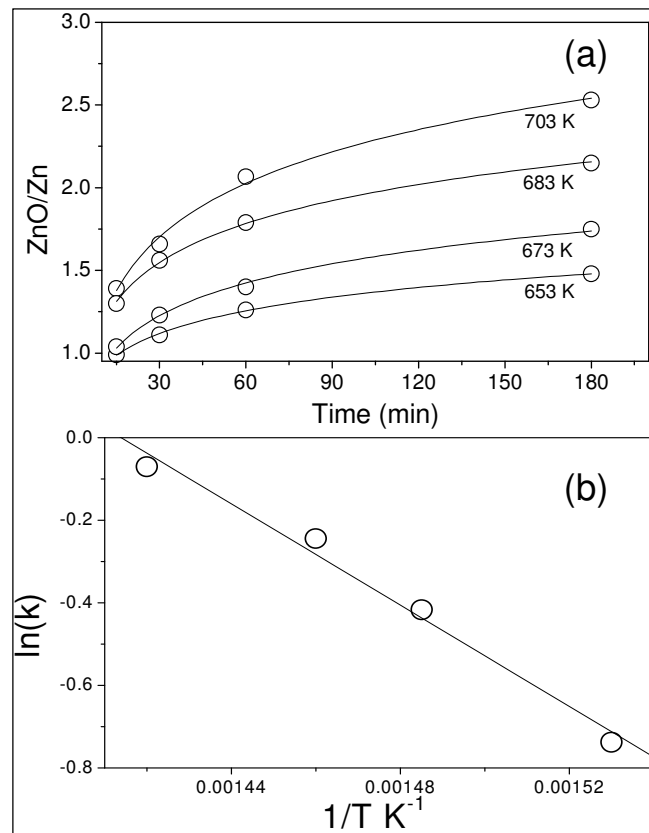 (a)
ZnO/Zn
3.0
2.5
2.0
1.5
1.0
703 K
683 K
673 K
653 K
30 60 90 120 150 180
Time (min)
(b)
ln(k)
0.0
-0.2
-0.4
-0.6
-0.8
0.00144 0.00148 0.00152
1/T K⁻¹